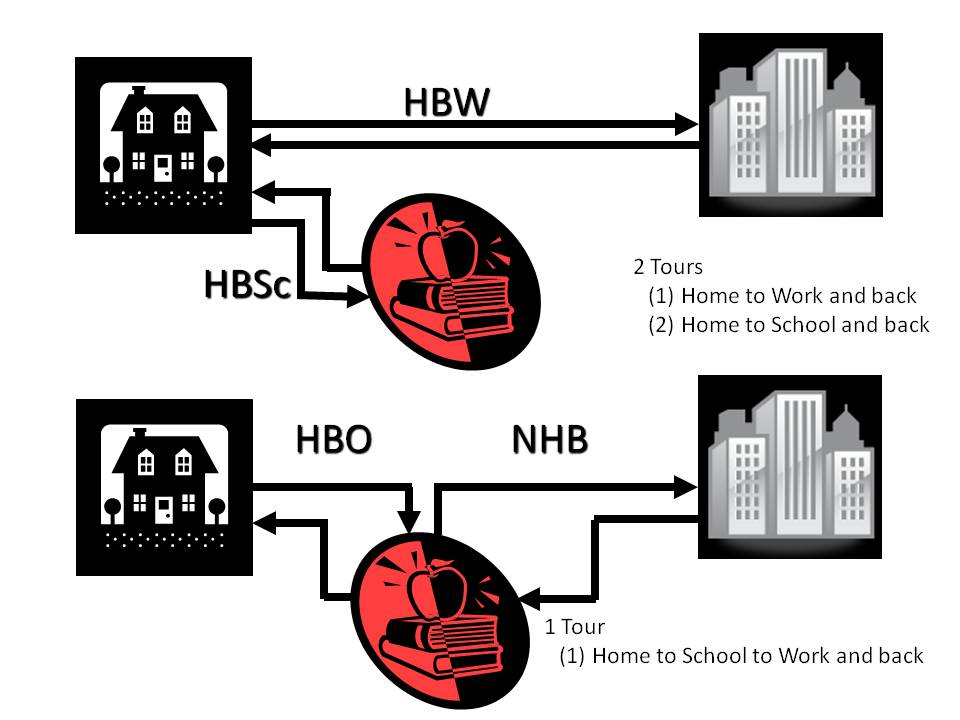 HBW
HBSc
2 Tours
(1) Home to Work and back
(2) Home to School and back
HBO
NHB
1 Tour
(1) Home to School to Work and back